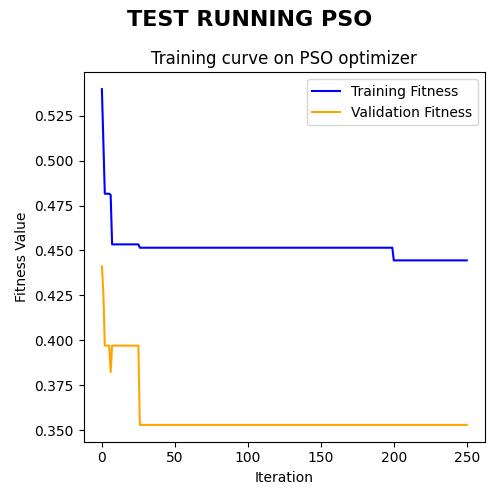 TEST RUNNING PSO
Training curve on PSO optimizer
Training Fitness
Validation Fitness
0.525
0.500
0.475
0.450
0.425
0.400
0.375
0.350
Fitness Value
0 50 100 150 200 250
Iteration